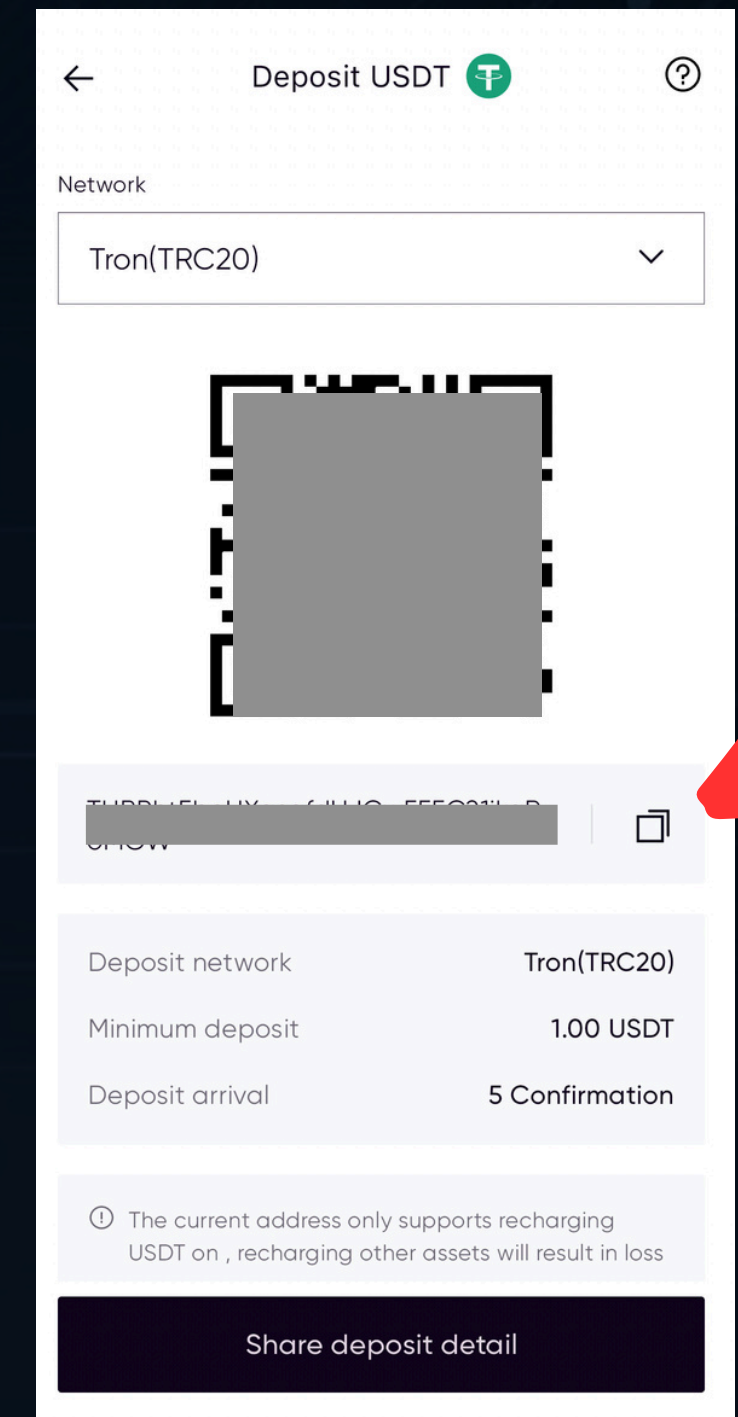 Deposit USDT
Network
Tron(TRC20)
Deposit network Tron(TRC20)
Minimum deposit 1.00 USDT
Deposit arrival 5 Confirmation
The current address only supports recharging
USDT on , recharging other assets will result in loss
Share deposit detail